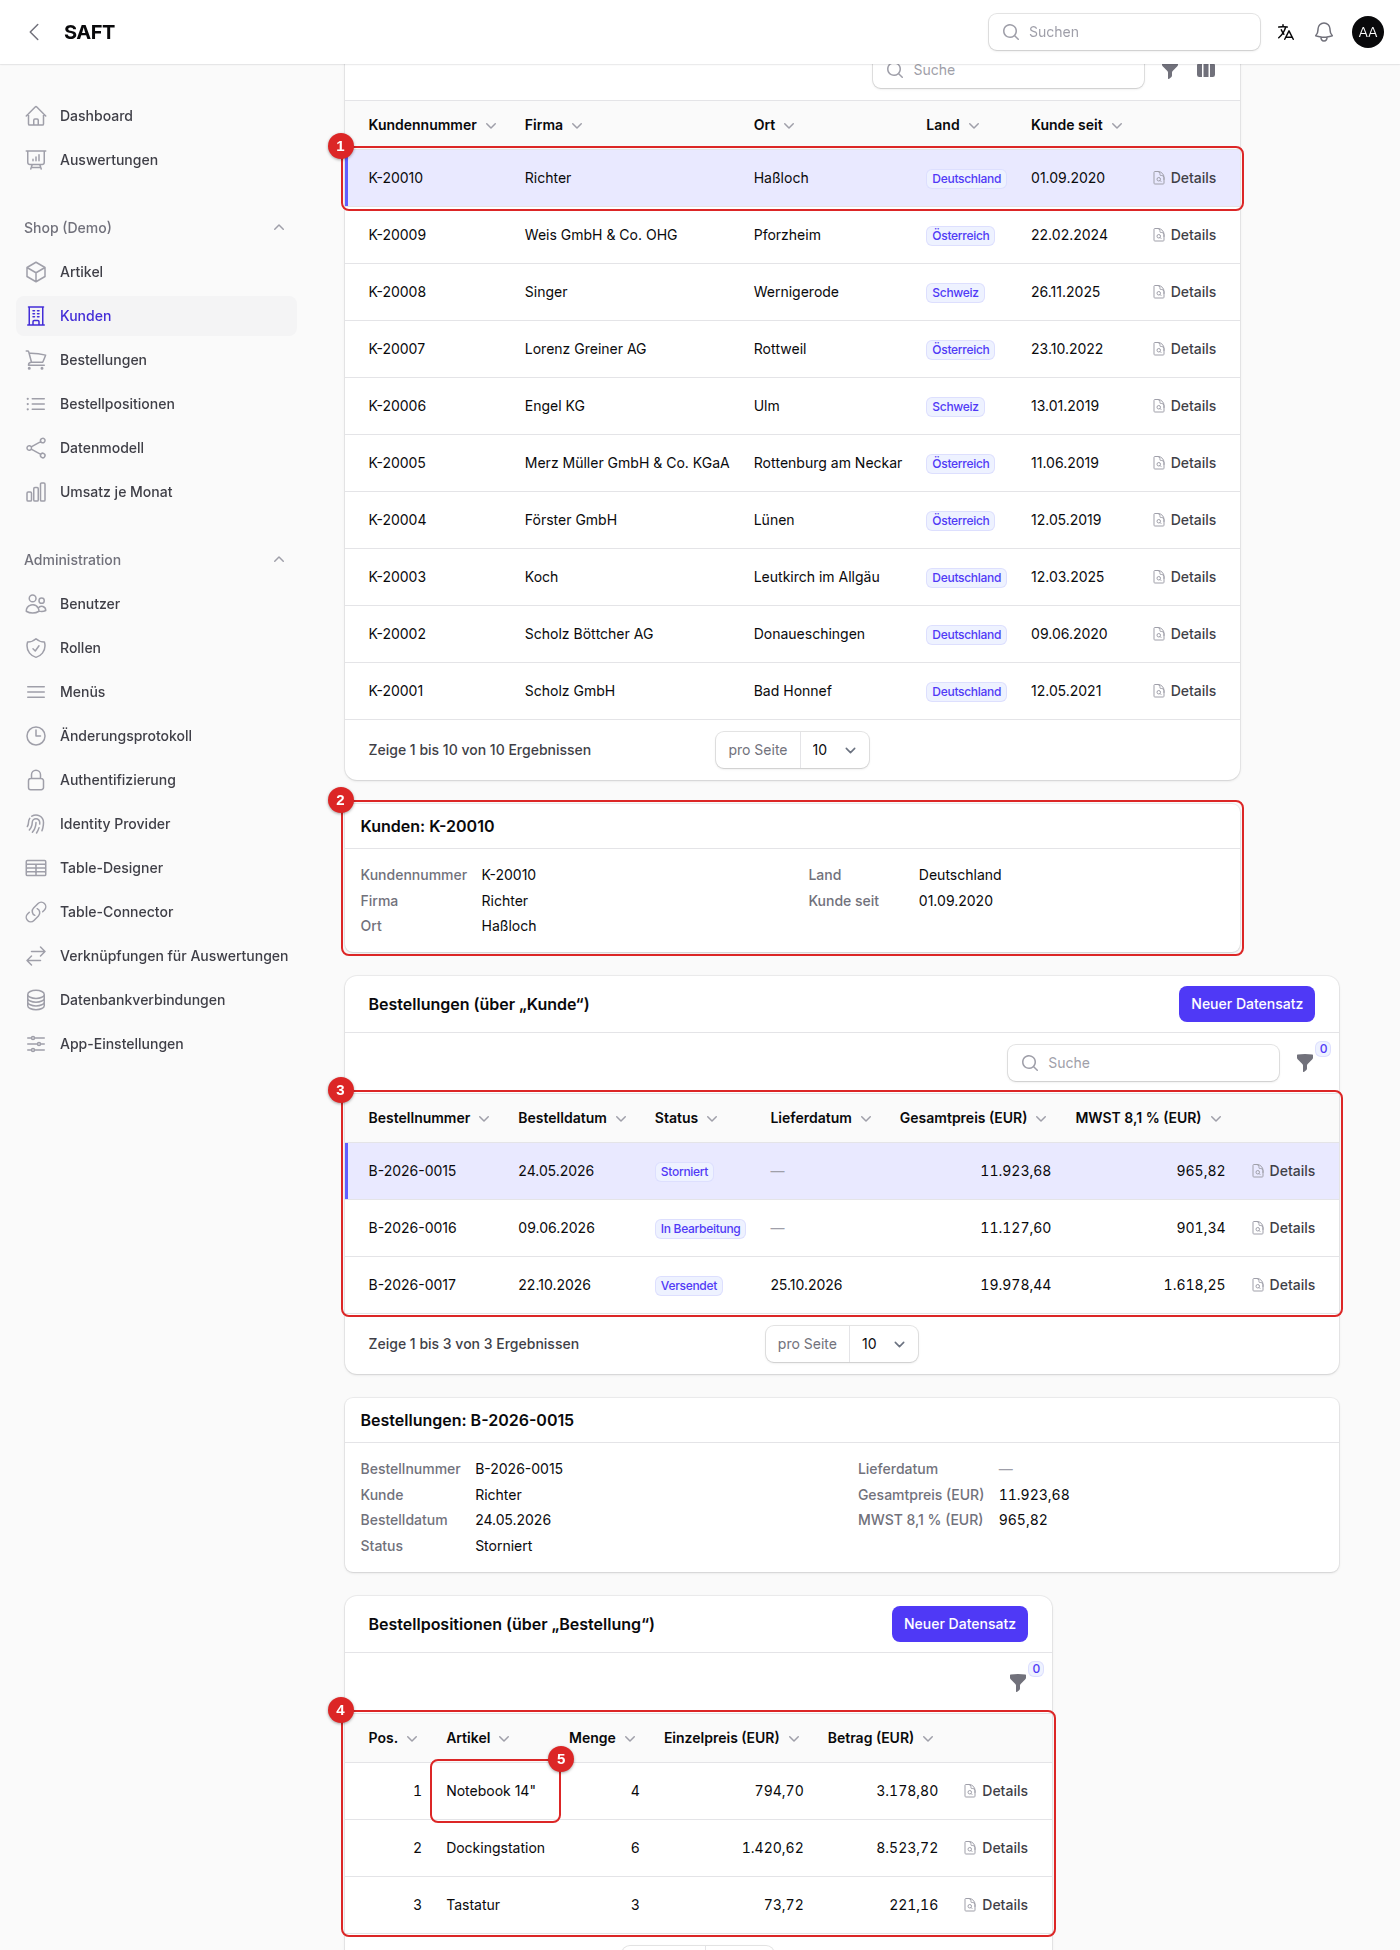 SAFT
Suchen
AA
Dashboard
Auswertungen
Shop (Demo)
Artikel
Kunden
Bestellungen
Bestellpositionen
Datenmodell
Umsatz je Monat
Administration
Benutzer
Rollen
Menüs
Änderungsprotokoll
Authentifizierung
Identity Provider
Table-Designer
Table-Connector
Verknüpfungen für Auswertungen
Datenbankverbindungen
App-Einstellungen
Suche
Kundennummer Firma Ort Land Kunde seit
1
K-20010 Richter Haßloch Deutschland 01.09.2020 Details
K-20009 Weis GmbH & Co. OHG Pforzheim Österreich 22.02.2024 Details
K-20008 Singer Wernigerode Schweiz 26.11.2025 Details
K-20007 Lorenz Greiner AG Rottweil Österreich 23.10.2022 Details
K-20006 Engel KG Ulm Schweiz 13.01.2019 Details
K-20005 Merz Müller GmbH & Co. KGaA Rottenburg am Neckar Österreich 11.06.2019 Details
K-20004 Förster GmbH Lünen Österreich 12.05.2019 Details
K-20003 Koch Leutkirch im Allgäu Deutschland 12.03.2025 Details
K-20002 Scholz Böttcher AG Donaueschingen Deutschland 09.06.2020 Details
K-20001 Scholz GmbH Bad Honnef Deutschland 12.05.2021 Details
Zeige 1 bis 10 von 10 Ergebnissen pro Seite 10
2
Kunden: K-20010
Kundennummer K-20010 Land Deutschland
Firma Richter Kunde seit 01.09.2020
Ort Haßloch
Bestellungen (über „Kunde“) Neuer Datensatz
Suche 0
3
Bestellnummer Bestelldatum Status Lieferdatum Gesamtpreis (EUR) MWST 8,1 % (EUR)
B-2026-0015 24.05.2026 Storniert — 11.923,68 965,82 Details
B-2026-0016 09.06.2026 In Bearbeitung — 11.127,60 901,34 Details
B-2026-0017 22.10.2026 Versendet 25.10.2026 19.978,44 1.618,25 Details
Zeige 1 bis 3 von 3 Ergebnissen pro Seite 10
Bestellungen: B-2026-0015
Bestellnummer B-2026-0015 Lieferdatum —
Kunde Richter Gesamtpreis (EUR) 11.923,68
Bestelldatum 24.05.2026 MWST 8,1 % (EUR) 965,82
Status Storniert
Bestellpositionen (über „Bestellung“) Neuer Datensatz
0
4
Pos. Artikel Menge Einzelpreis (EUR) Betrag (EUR)
5
1 Notebook 14" 4 794,70 3.178,80 Details
2 Dockingstation 6 1.420,62 8.523,72 Details
3 Tastatur 3 73,72 221,16 Details